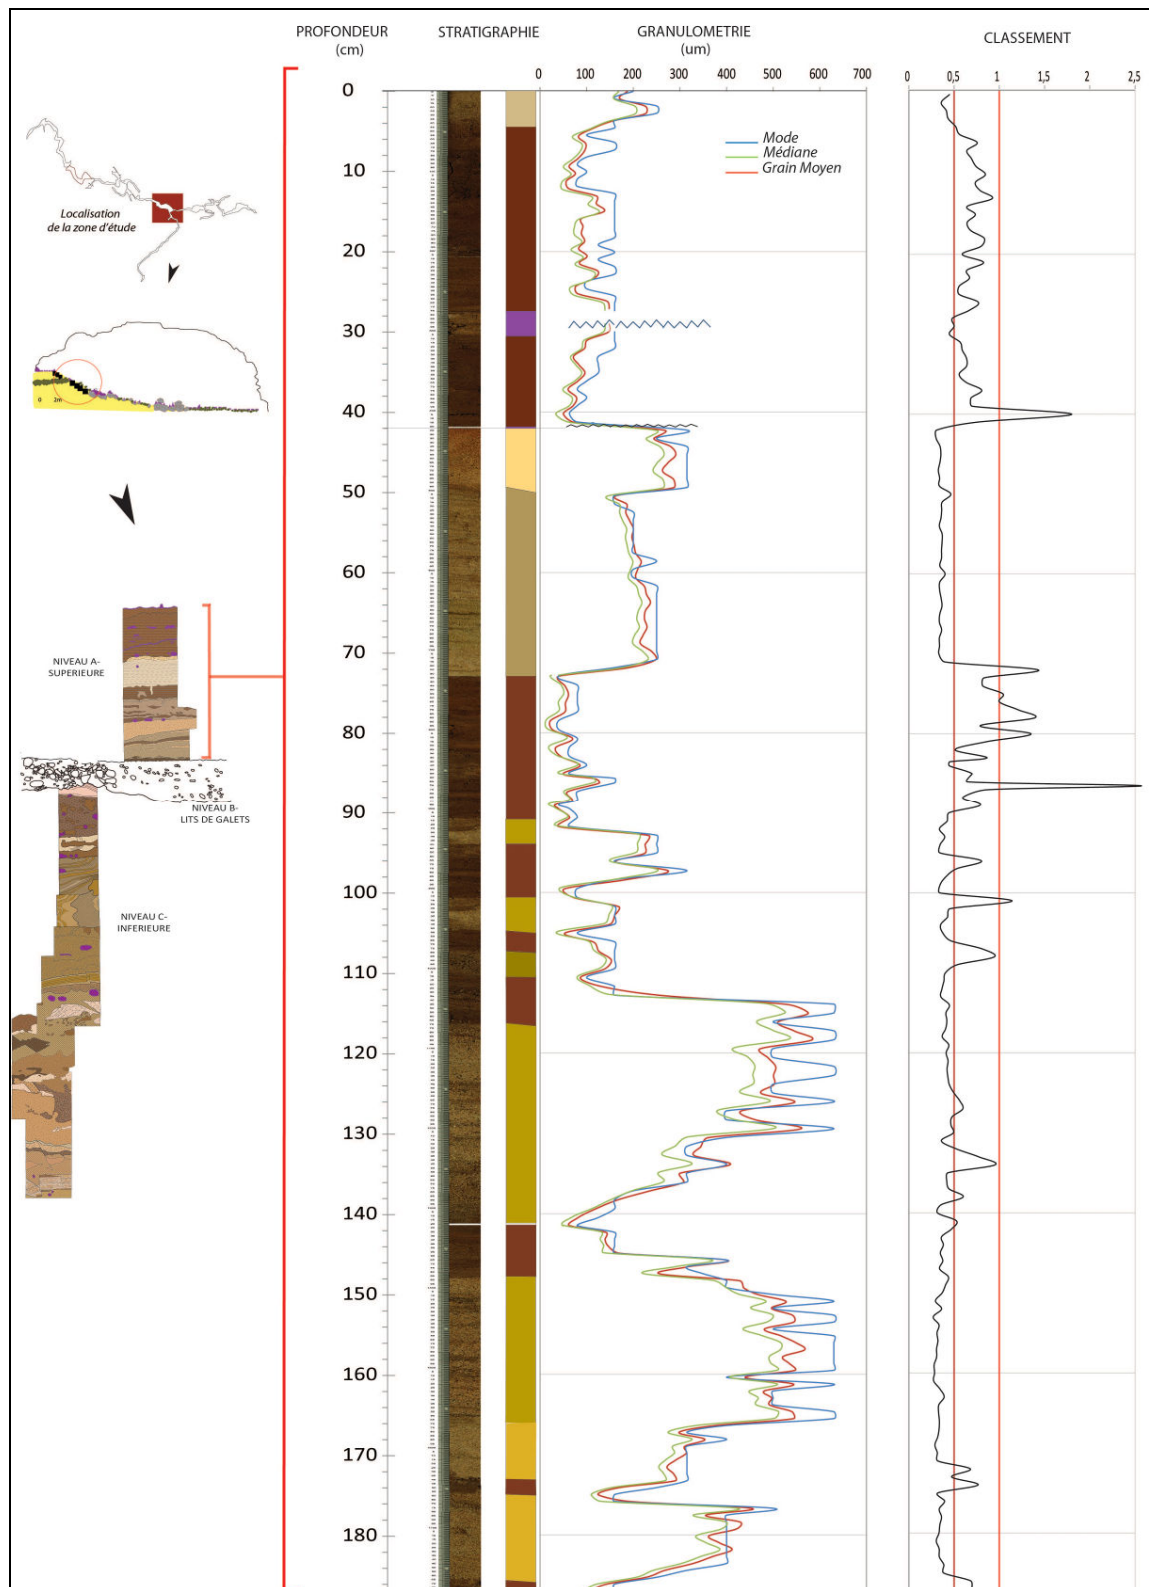 PROFONDEUR
(cm)
STRATIGRAPHIE
GRANULOMETRIE
(um)
CLASSEMENT
0 100 200 300 400 500 600 700
0 0,5 1 1,5 2 2,5
Mode
Médiane
Grain Moyen
0
10
20
30
40
50
60
70
80
90
100
110
120
130
140
150
160
170
180
Localisation
de la zone d'étude
0 2m
NIVEAU A-
SUPERIEURE
NIVEAU B-
LITS DE GALETS
NIVEAU C-
INFERIEURE